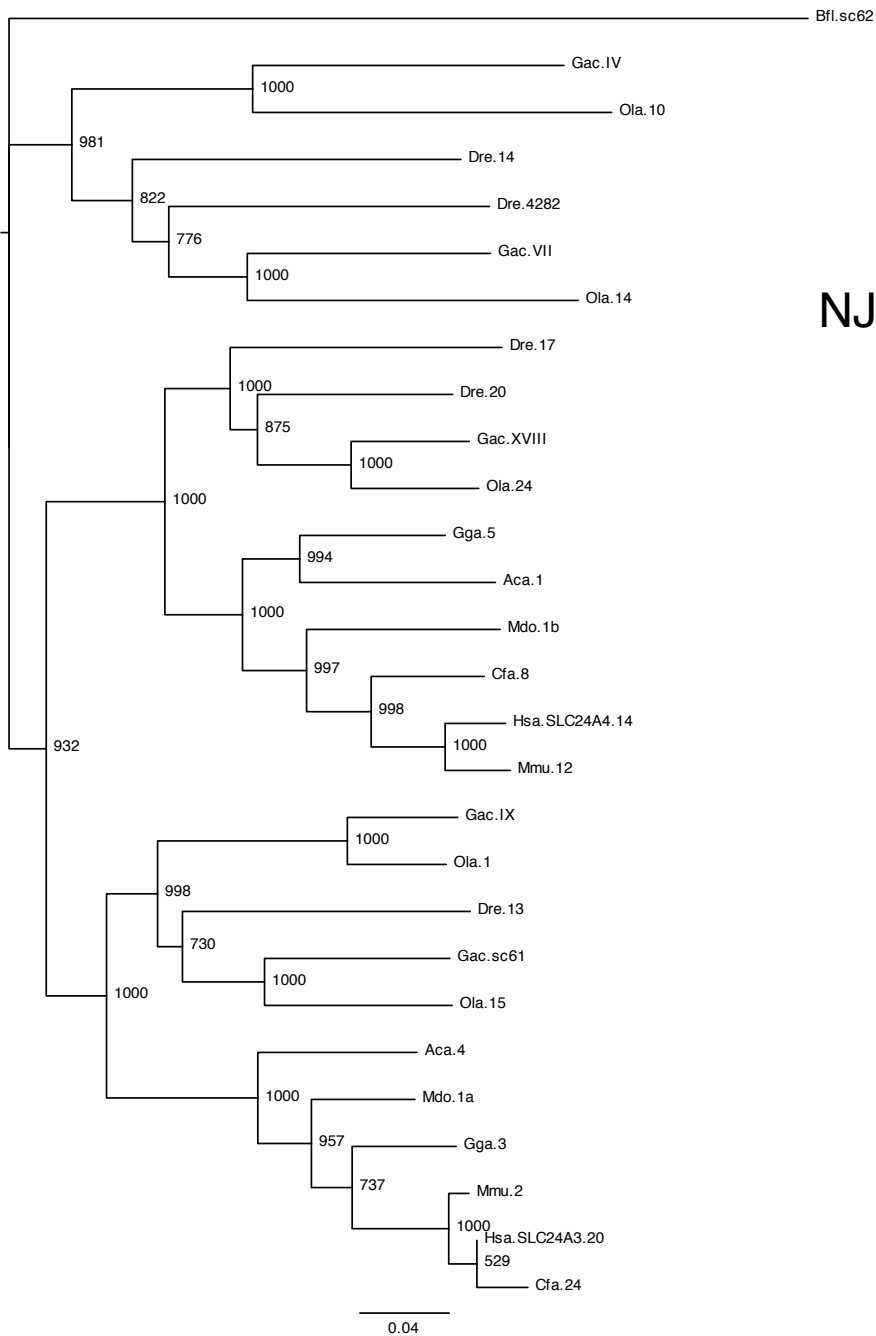 Bfl.sc62
Gac.IV
1000
Ola.10
981
Dre.14
822
Dre.4282
776
Gac.VII
1000
Ola.14
NJ
Dre.17
1000
Dre.20
875
Gac.XVIII
1000
Ola.24
1000
Gga.5
994
Aca.1
1000
Mdo.1b
997
Cfa.8
998
Hsa.SLC24A4.14
1000
Mmu.12
932
Gac.IX
1000
Ola.1
998
Dre.13
730
Gac.sc61
1000
Ola.15
1000
Aca.4
1000
Mdo.1a
957
Gga.3
737
Mmu.2
1000
Hsa.SLC24A3.20
529
Cfa.24
0.04